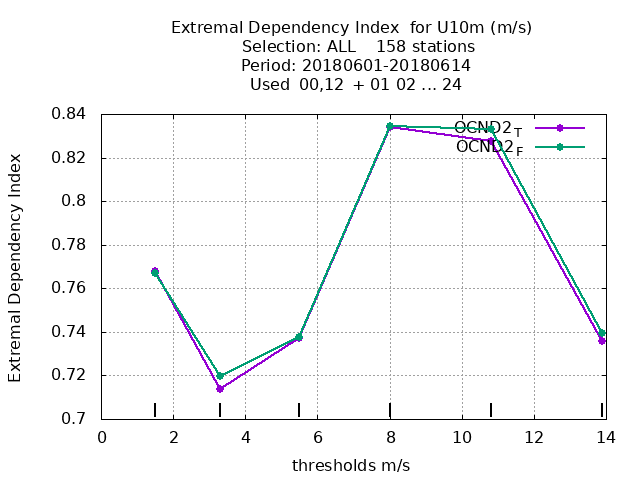 Extremal Dependency Index  for U10m (m/s)
Selection: ALL    158 stations
Period: 20180601-20180614
Used  00,12  + 01 02 ... 24
0.84
0.82
0.8
0.78
0.76
0.74
0.72
0.7
0 2 4 6 8 10 12 14
thresholds m/s
Extremal Dependency Index
OCND2T
OCND2F